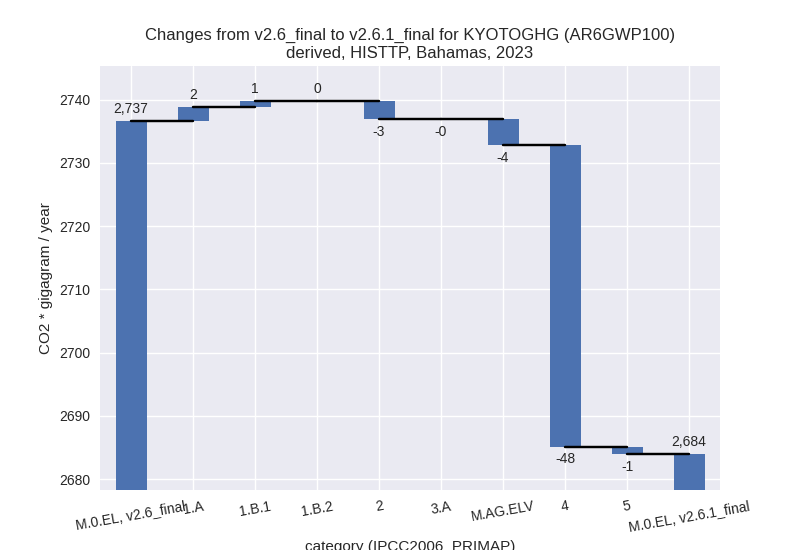 Changes from v2.6_final to v2.6.1_final for KYOTOGHG (AR6GWP100)
derived, HISTTP, Bahamas, 2023
CO2 * gigagram / year
2740
2730
2720
2710
2700
2690
2680
2,737
2
1
0
-3
-0
-4
-48
-1
2,684
M.0.EL, v2.6_final
1.A
1.B.1
1.B.2
2
3.A
M.AG.ELV
4
5
M.0.EL, v2.6.1_final
category (IPCC2006_PRIMAP)